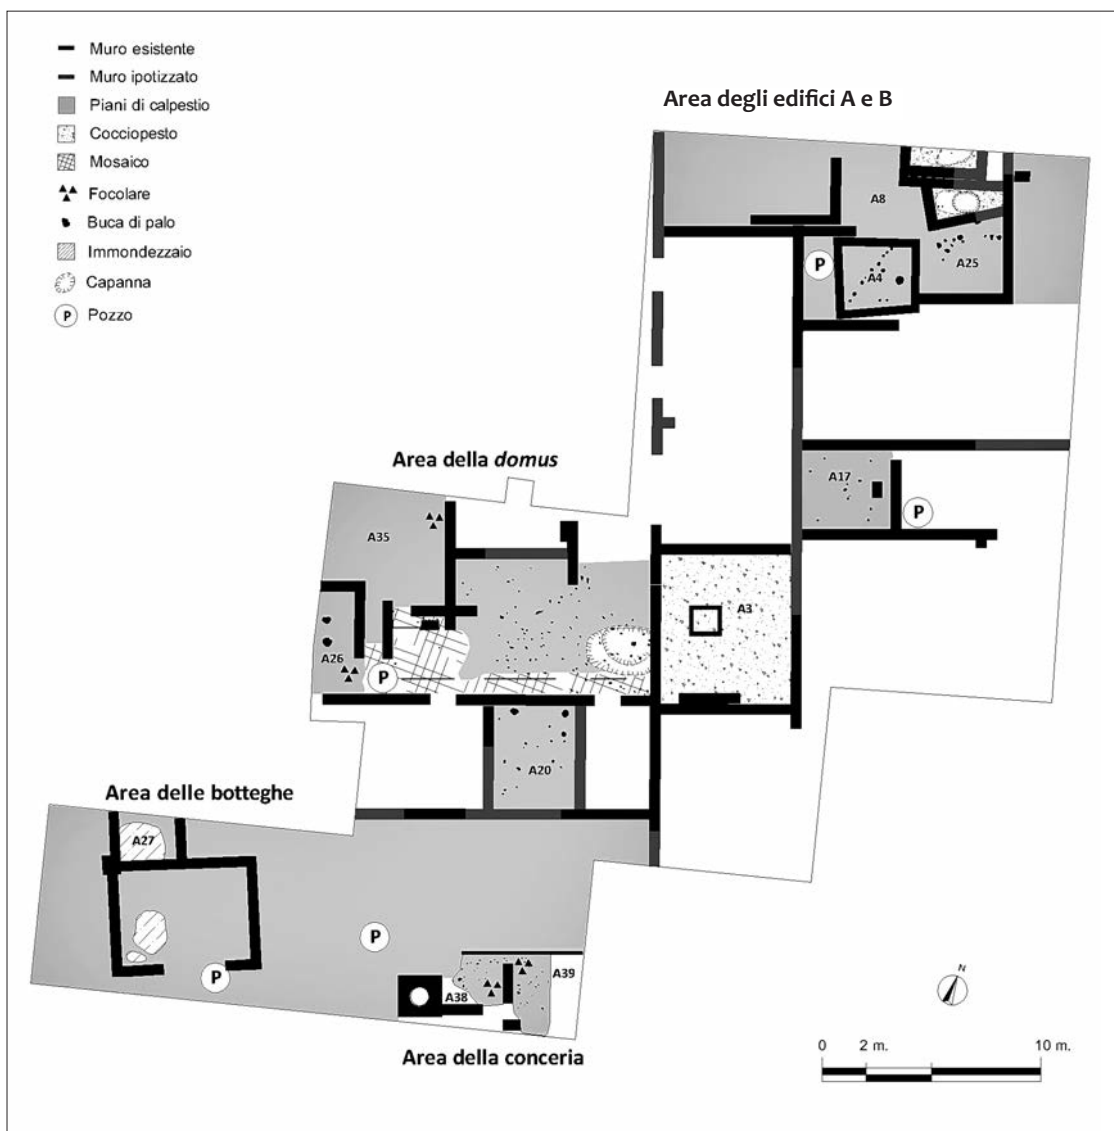 Muro esistente
Muro ipotizzato
Piani di calpestio
Cocciopesto
Mosaico
Focolare
Buca di palo
Immondezzaio
Capanna
P Pozzo
Area degli edifici A e B
A8
P
A4
A25
A17
P
Area della domus
A35
A3
A26
P
A20
Area delle botteghe
A27
P
P
A38
A39
Area della conceria
N
0 2 m. 10 m.